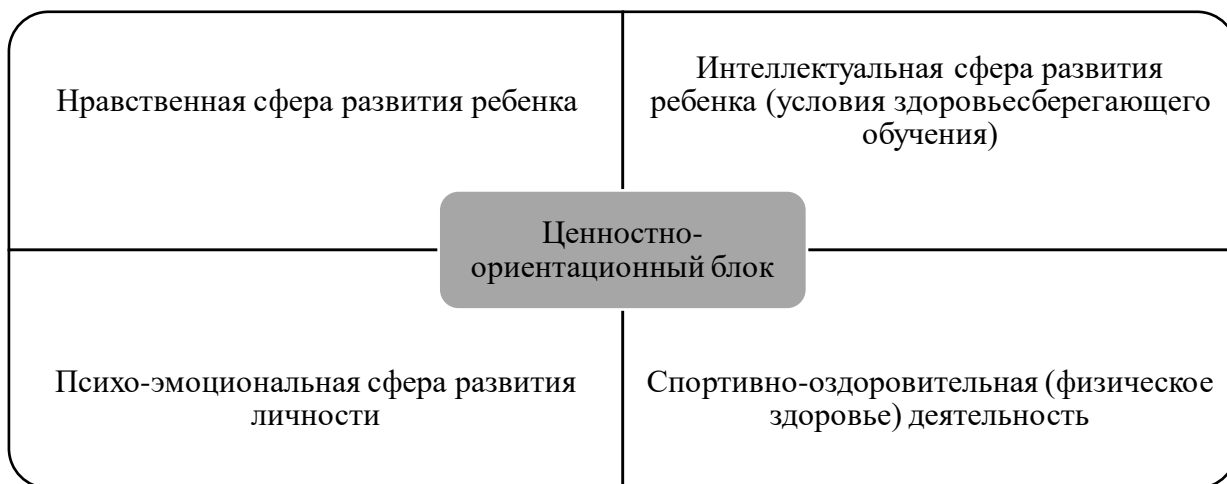 Нравственная сфера развития ребенка
Интеллектуальная сфера развития
ребенка (условия здоровьесберегающего
обучения)
Ценностно-
ориентационный блок
Психо-эмоциональная сфера развития
личности
Спортивно-оздоровительная (физическое
здоровье) деятельность